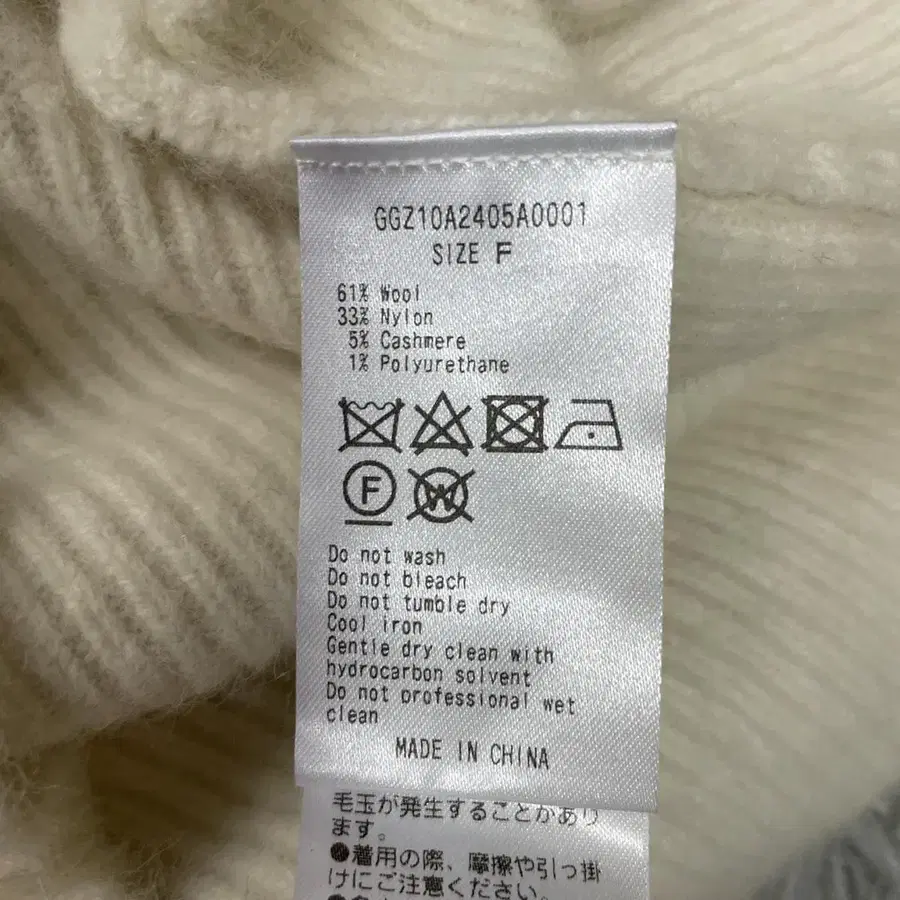 GGZ10A2405A0001
SIZE F
61% Wool
33% Nylon
5% Cashmere
1% Polyurethane
F
W
Do not wash
Do not bleach
Do not tumble dry
Cool iron
Gentle dry clean with
hydrocarbon solvent
Do not professional wet
clean
MADE IN CHINA
毛玉が発生することがあり
ます。
●着用の際、摩擦や引っ掛
けにご注意ください。